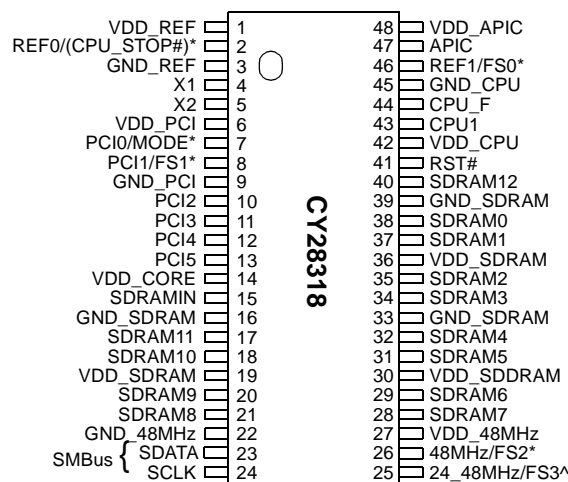 VDD_REF 1 48 VDD_APIC
REF0/(CPU_STOP#)* 2 47 APIC
GND_REF 3 46 REF1/FS0*
X1 4 45 GND_CPU
X2 5 44 CPU_F
VDD_PCI 6 43 CPU1
PCI0/MODE* 7 42 VDD_CPU
PCI1/FS1* 8 41 RST#
GND_PCI 9 40 SDRAM12
PCI2 10 39 GND_SDRAM
PCI3 11 38 SDRAM0
PCI4 12 37 SDRAM1
PCI5 13 36 VDD_SDRAM
VDD_CORE 14 35 SDRAM2
SDRAMIN 15 34 SDRAM3
GND_SDRAM 16 33 GND_SDRAM
SDRAM11 17 32 SDRAM4
SDRAM10 18 31 SDRAM5
VDD_SDRAM 19 30 VDD_SDDRAM
SDRAM9 20 29 SDRAM6
SDRAM8 21 28 SDRAM7
GND_48MHz 22 27 VDD_48MHz
SMBus { SDATA 23 26 48MHz/FS2*
SCLK 24 25 24_48MHz/FS3^
CY28318